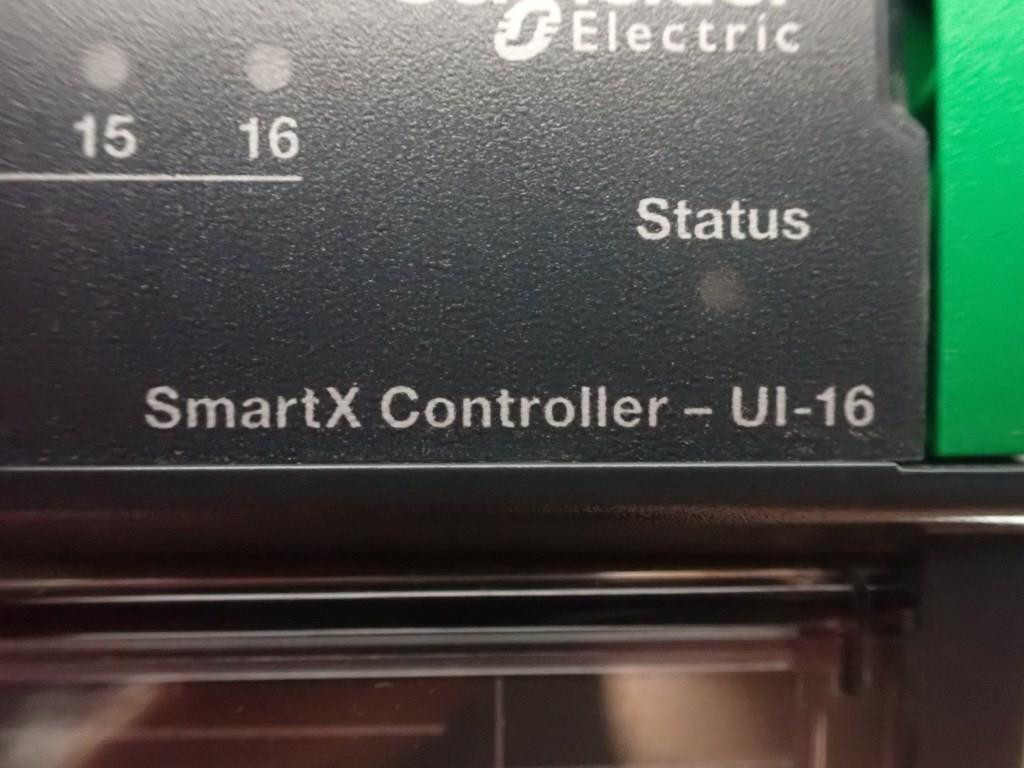 Electric
15 16
Status
SmartX Controller – UI-16